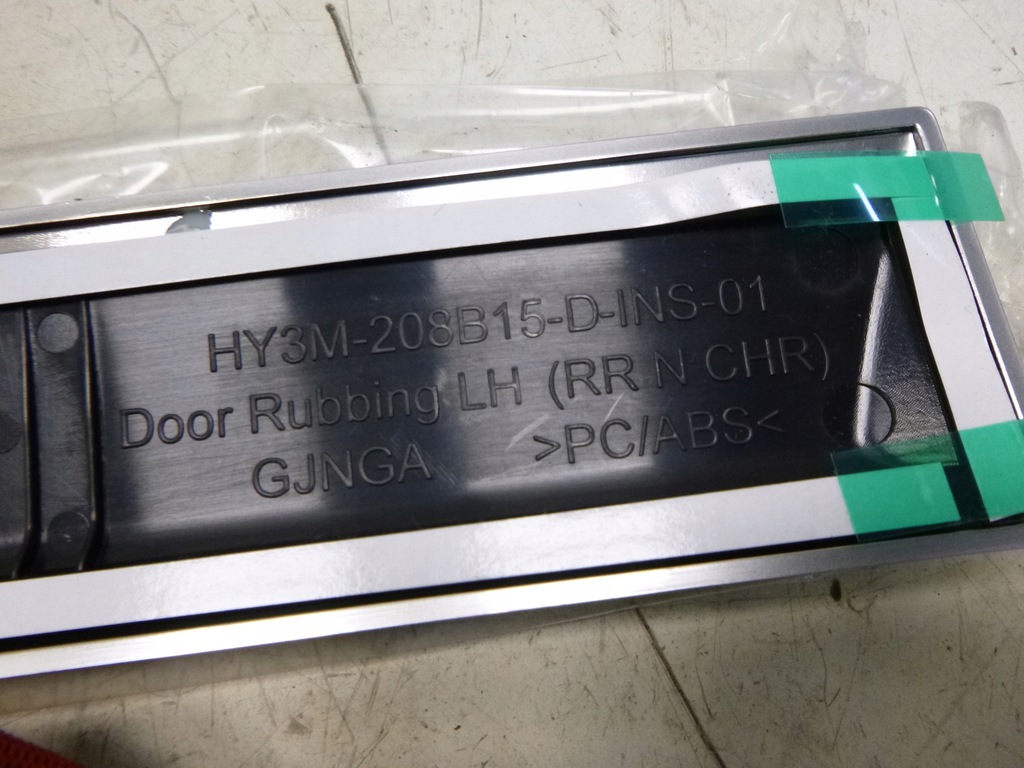 HY3M-208B15-D-INS-01
Door Rubbing LH (RR N CHR)
GJNGA >PC/ABS<